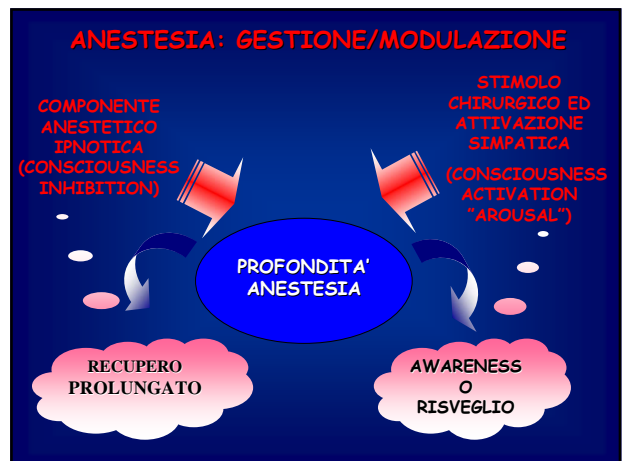 ANESTESIA: GESTIONE/MODULAZIONE
COMPONENTE
ANESTETICO
IPNOTICA
(CONSCIOUSNESS
INHIBITION)
STIMOLO
CHIRURGICO ED
ATTIVAZIONE
SIMPATICA
(CONSCIOUSNESS
ACTIVATION
"AROUSAL")
PROFONDITA'
ANESTESIA
RECUPERO
PROLUNGATO
AWARENESS
O
RISVEGLIO